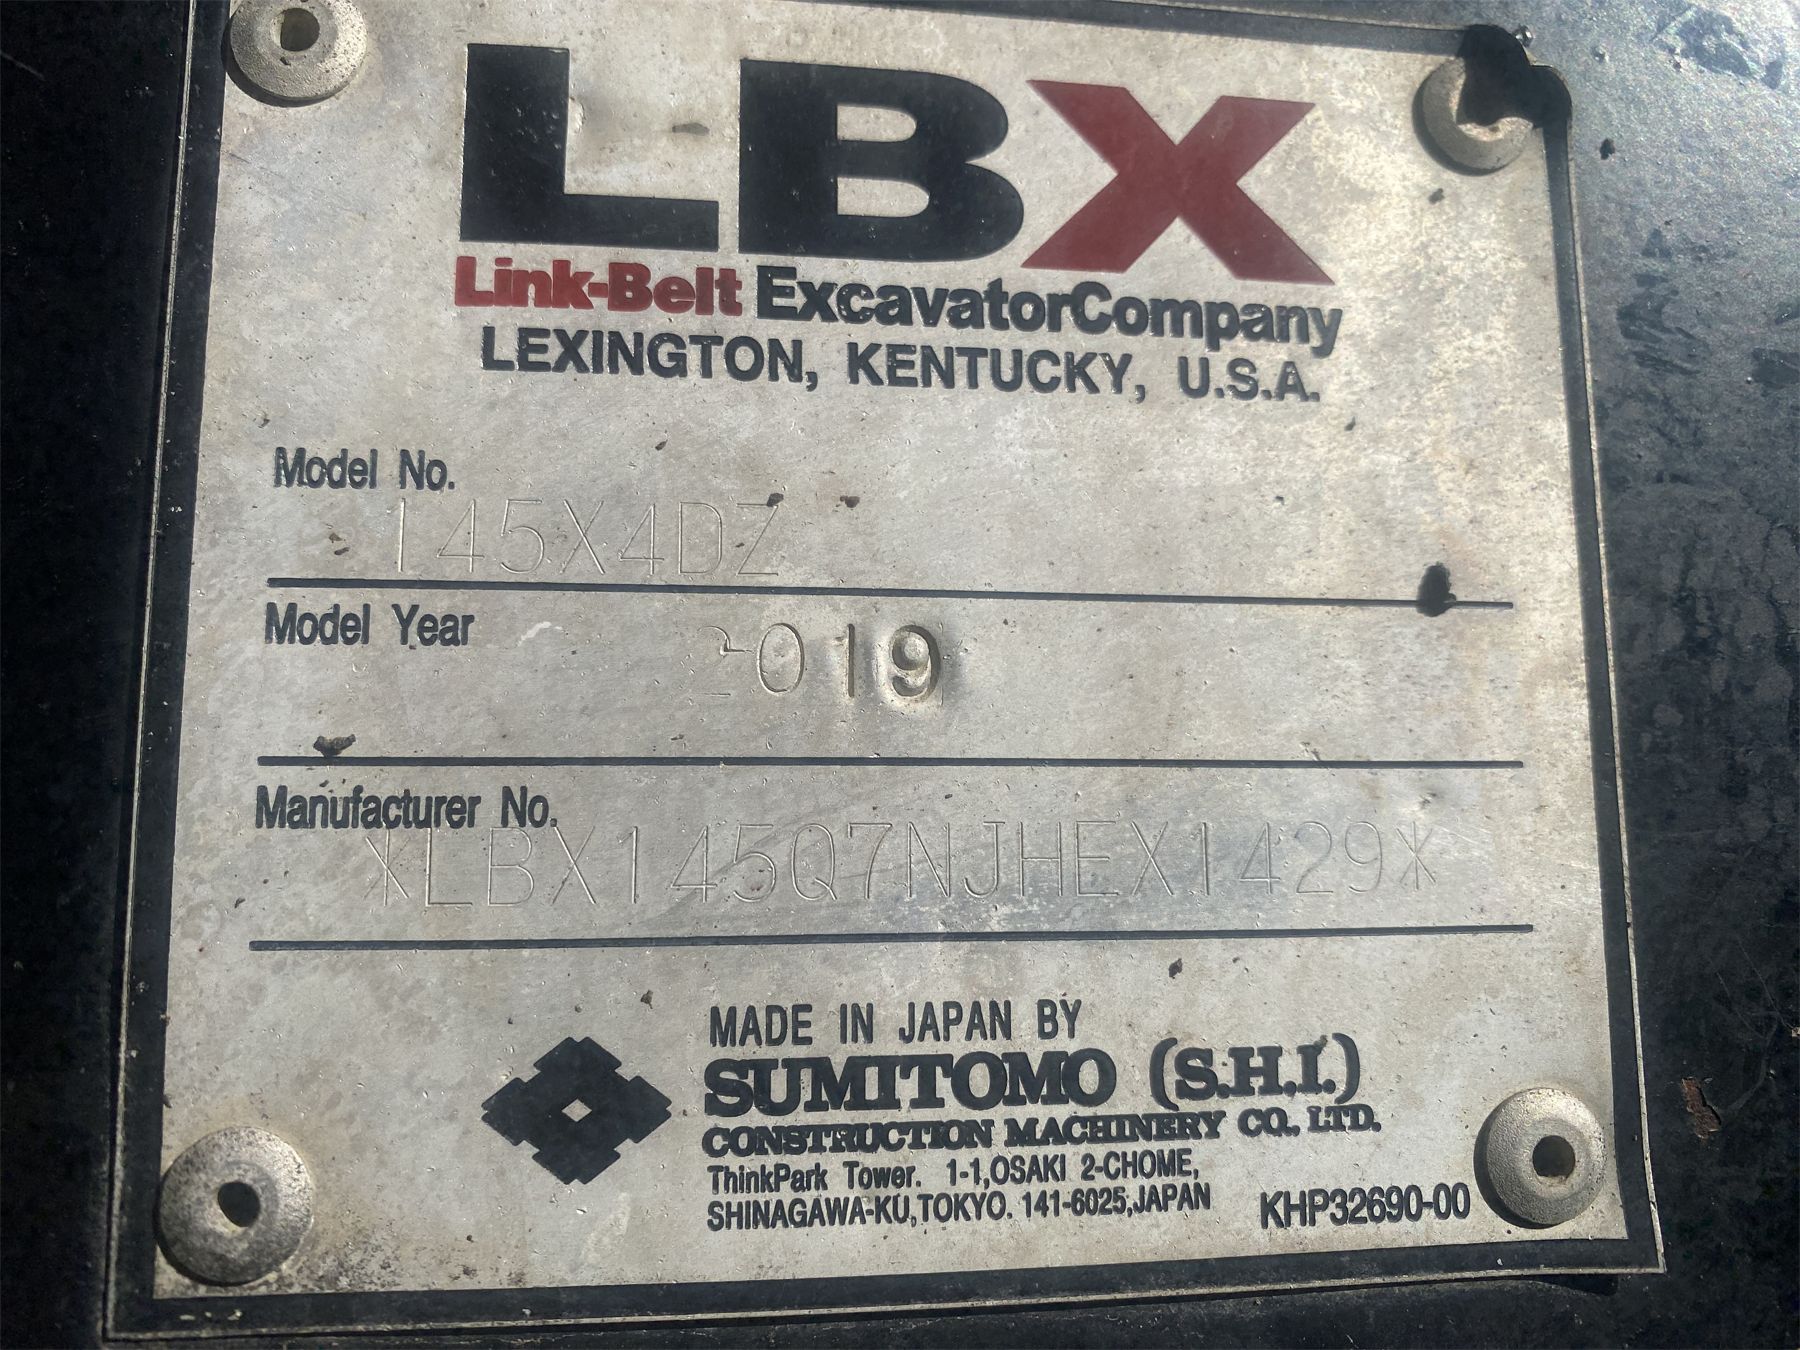 LBX
Link-Belt ExcavatorCompany
LEXINGTON, KENTUCKY, U.S.A.
Model No.
145X4DZ
Model Year
2019
Manufacturer No.
*LBX145Q7NJHEX1429*
MADE IN JAPAN BY
SUMITOMO (S.H.I.)
CONSTRUCTION MACHINERY CO., LTD.
ThinkPark Tower. 1-1,OSAKI 2-CHOME,
SHINAGAWA-KU,TOKYO. 141-6025,JAPAN
KHP32690-00